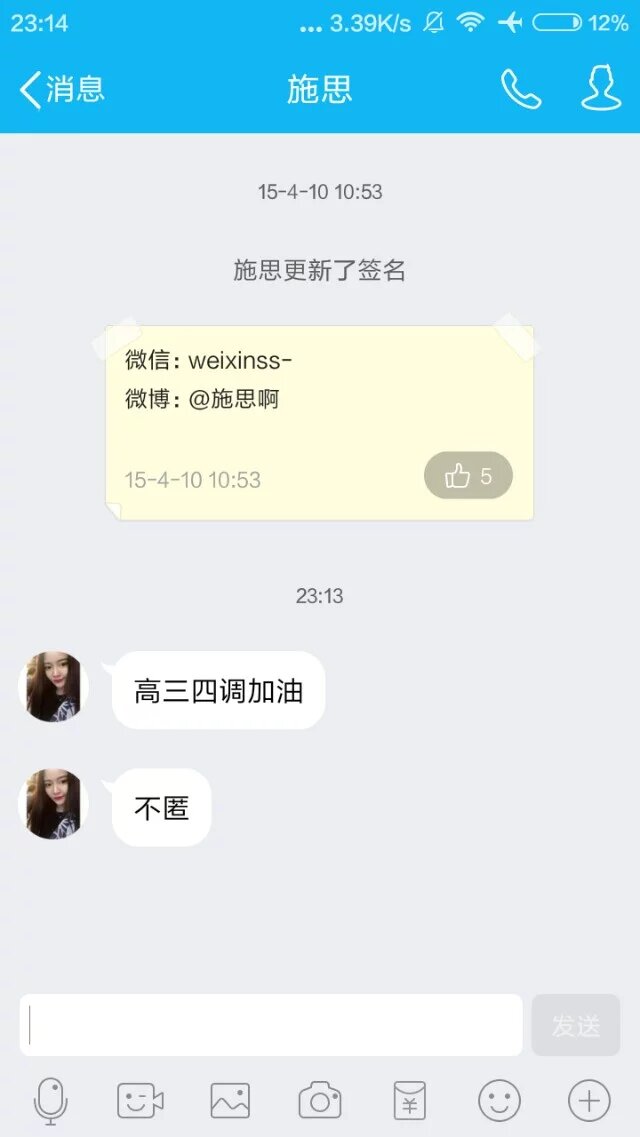 23:14
... 3.39K/s
12%
消息
施思
15-4-10 10:53
施思更新了签名
微信：weixinss-
微博：@施思啊
15-4-10 10:53
5
23:13
高三四调加油
不匿
发送